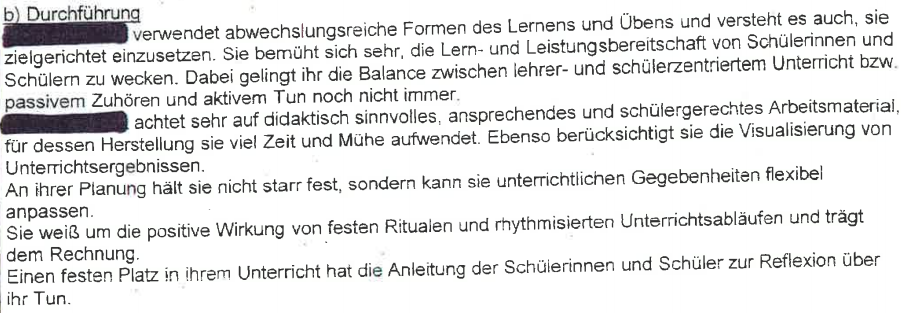 b) Durchführung
verwendet abwechslungsreiche Formen des Lernens und Übens und versteht es auch, sie
zielgerichtet einzusetzen. Sie bemüht sich sehr, die Lern- und Leistungsbereitschaft von Schülerinnen und
Schülern zu wecken. Dabei gelingt ihr die Balance zwischen lehrer- und schülerzentriertem Unterricht bzw.
passivem Zuhören und aktivem Tun noch nicht immer.
achtet sehr auf didaktisch sinnvolles, ansprechendes und schülergerechtes Arbeitsmaterial,
für dessen Herstellung sie viel Zeit und Mühe aufwendet. Ebenso berücksichtigt sie die Visualisierung von
Unterrichtsergebnissen.
An ihrer Planung hält sie nicht starr fest, sondern kann sie unterrichtlichen Gegebenheiten flexibel
anpassen.
Sie weiß um die positive Wirkung von festen Ritualen und rhythmisierten Unterrichtsabläufen und trägt
dem Rechnung.
Einen festen Platz in ihrem Unterricht hat die Anleitung der Schülerinnen und Schüler zur Reflexion über
ihr Tun.